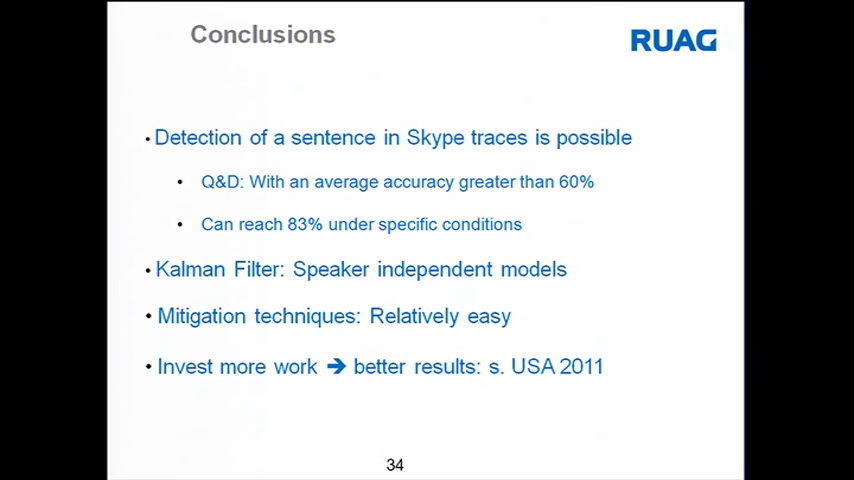 Conclusions
RUAG
• Detection of a sentence in Skype traces is possible
• Q&D: With an average accuracy greater than 60%
• Can reach 83% under specific conditions
• Kalman Filter: Speaker independent models
• Mitigation techniques: Relatively easy
• Invest more work ➔ better results: s. USA 2011
34